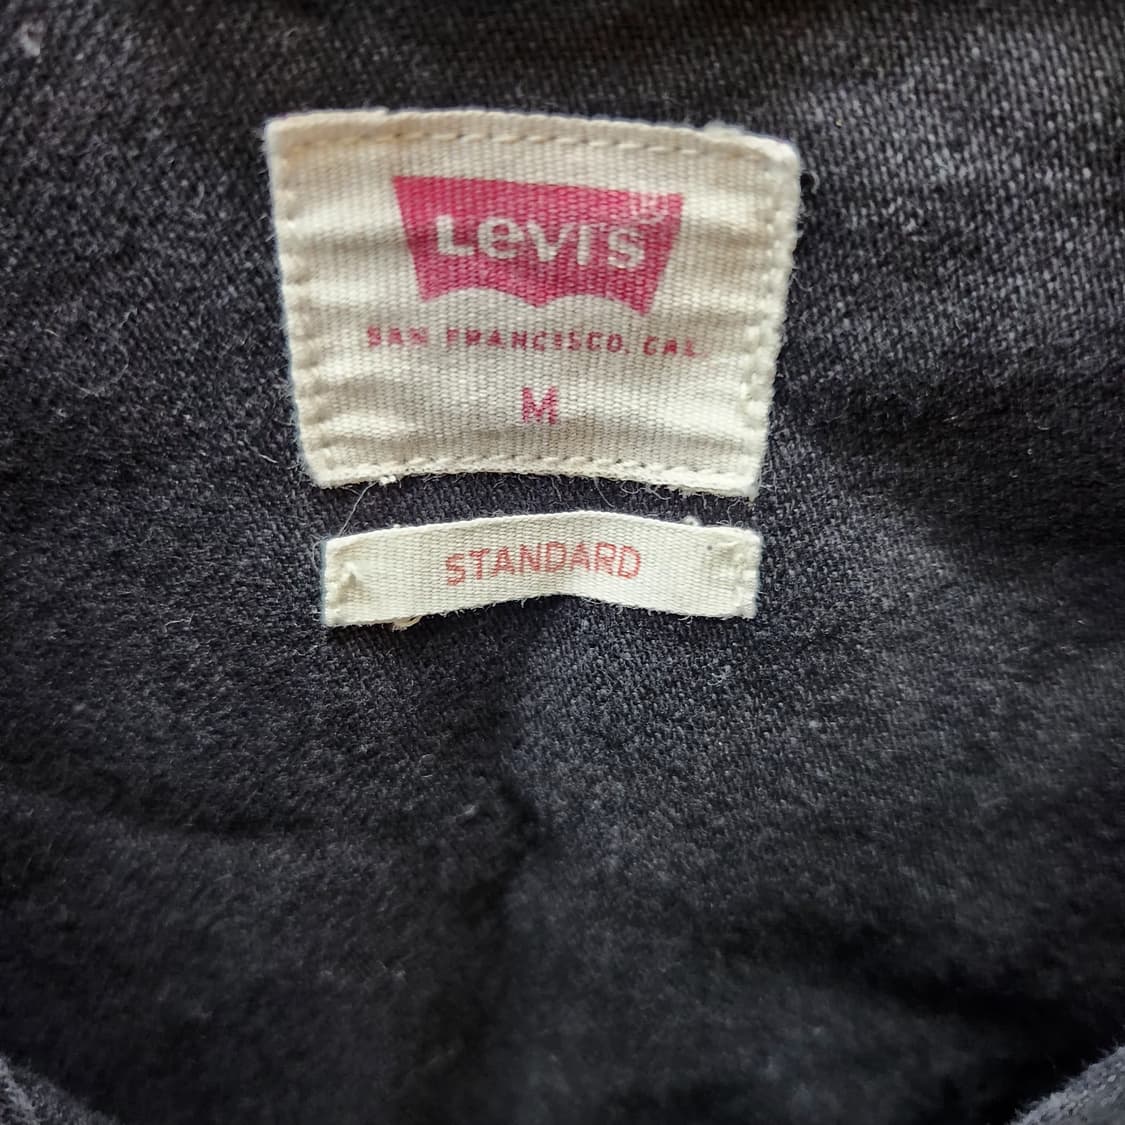 Levi's®
SAN FRANCISCO, CAL.
M
STANDARD